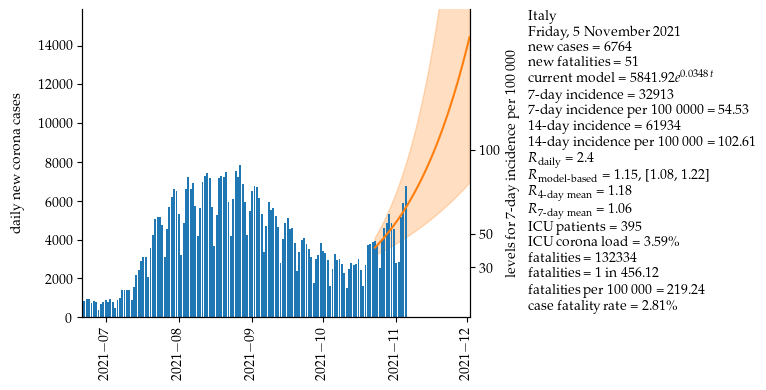 daily new corona cases
14000
12000
10000
8000
6000
4000
2000
0
2021−07
2021−08
2021−09
2021−10
2021−11
2021−12
100
50
30
levels for 7-day incidence per 100 000
Italy
Friday, 5 November 2021
new cases = 6764
new fatalities = 51
current model = 5841.92e^0.0348 t
7-day incidence = 32913
7-day incidence per 100 0000 = 54.53
14-day incidence = 61934
14-day incidence per 100 000 = 102.61
R_daily = 2.4
R_model-based = 1.15, [1.08, 1.22]
R_4-day mean = 1.18
R_7-day mean = 1.06
ICU patients = 395
ICU corona load = 3.59%
fatalities = 132334
fatalities = 1 in 456.12
fatalities per 100 000 = 219.24
case fatality rate = 2.81%